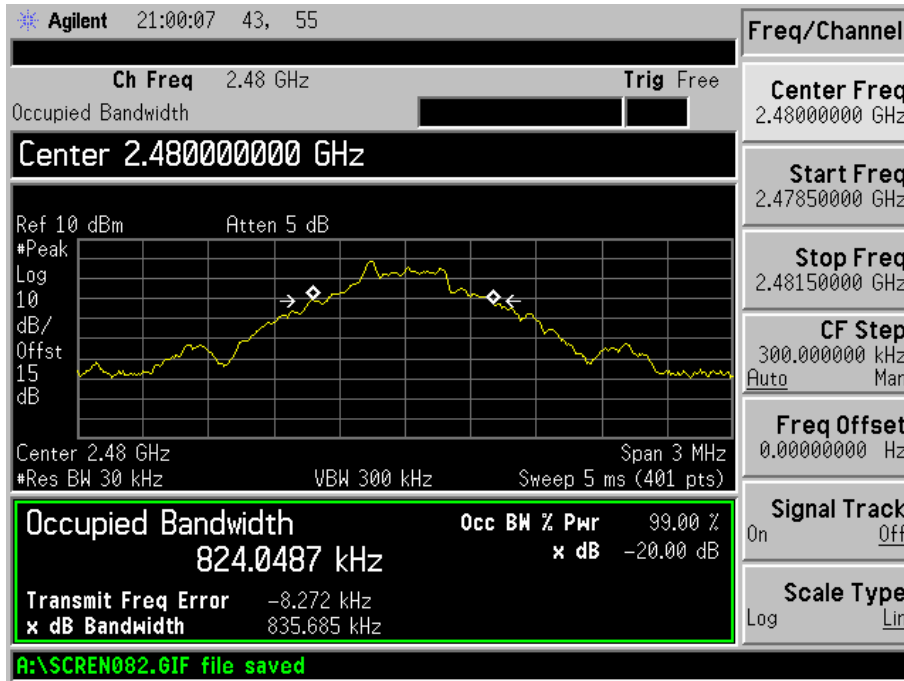 Agilent 21:00:07 43, 55
Freq/Channel
Ch Freq 2.48 GHz Trig Free
Occupied Bandwidth
Center 2.480000000 GHz
Ref 10 dBm Atten 5 dB
#Peak
Log
10
dB/
Offst
15
dB
Center 2.48 GHz Span 3 MHz
#Res BW 30 kHz VBW 300 kHz Sweep 5 ms (401 pts)
Occupied Bandwidth Occ BW % Pwr 99.00 %
824.0487 kHz x dB -20.00 dB
Transmit Freq Error -8.272 kHz
x dB Bandwidth 835.685 kHz
A:\SCREN082.GIF file saved
Center Freq
2.48000000 GHz
Start Freq
2.47850000 GHz
Stop Freq
2.48150000 GHz
CF Step
300.000000 kHz
Auto Man
Freq Offset
0.00000000 Hz
Signal Track
On Off
Scale Type
Log Lin